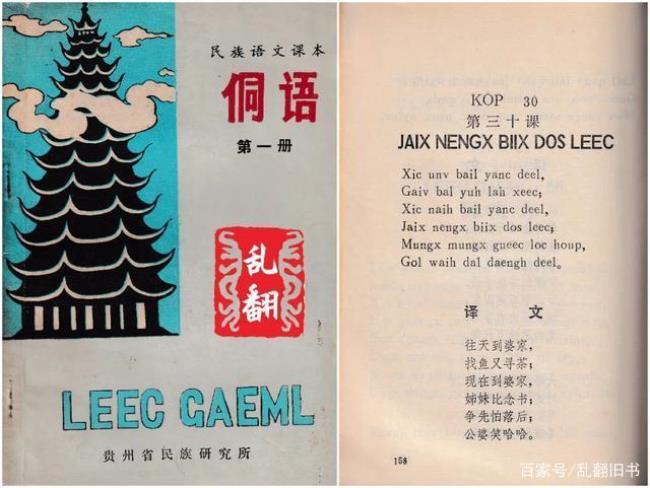 民族语文课本
侗语
第一册
乱翻
LEEC GAEML
贵州省民族研究所
KOP 30
第三十课
JAIX NENGX BIIX DOS LEEC
Xic unv bail yanc deel,
Gaiv bal yuh lah xeec;
Xic naih bail yanc deel,
Jaix nengx biix dos leec;
Mungx mungx gueec loc houp,
Gol waih dal daengh deel。
译文
往天到婆家，
找鱼又寻茶；
现在到婆家，
姊妹比念书；
争先怕落后；
公婆笑哈哈。
158
百家号/乱翻旧书